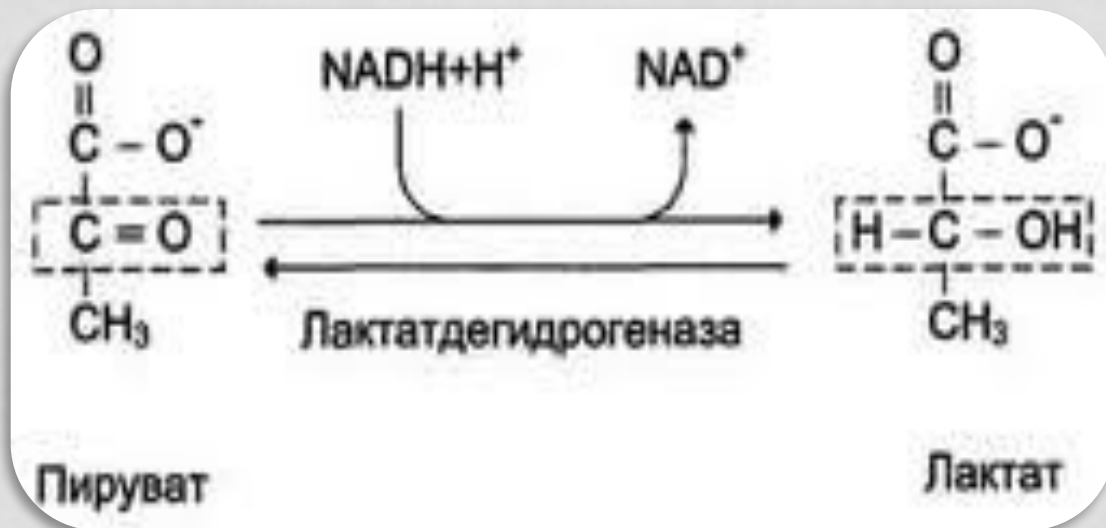 O
||
C – O⁻
C = O
CH₃
Пируват
NADH+H⁺
NAD⁺
Лактатдегидрогеназа
O
||
C – O⁻
H – C – OH
CH₃
Лактат